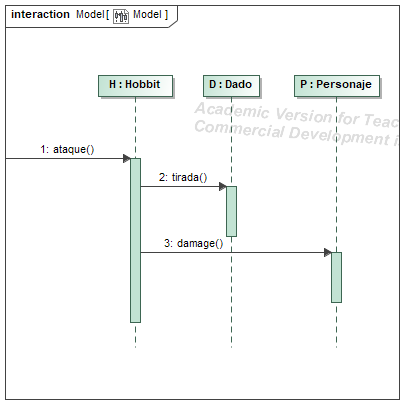 interaction Model[ Model ]
H : Hobbit
D : Dado
P : Personaje
Academic Version for Teac
Commercial Development i
1: ataque()
2: tirada()
3: damage()